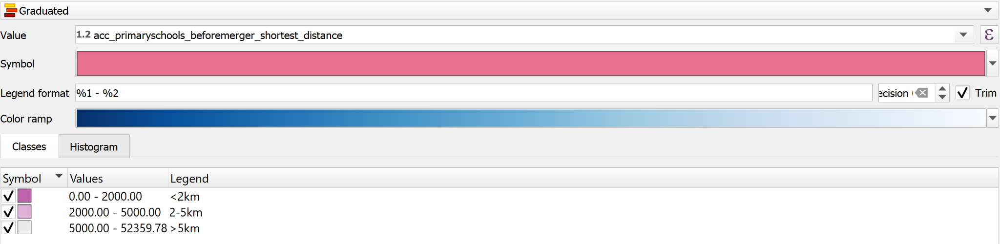 Graduated
Value 1.2 acc_primaryschools_beforemerger_shortest_distance ε
Symbol
Legend format %1 - %2 ecision Trim
Color ramp
Classes Histogram
Symbol Values Legend
0.00 - 2000.00 <2km
2000.00 - 5000.00 2-5km
5000.00 - 52359.78 >5km